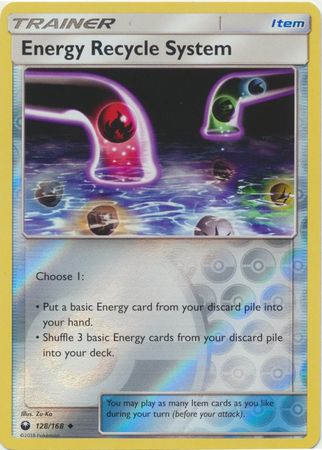 TRAINER Item
Energy Recycle System
Choose 1:
• Put a basic Energy card from your discard pile into
your hand.
• Shuffle 3 basic Energy cards from your discard pile
into your deck.
You may play as many Item cards as you like
during your turn (before your attack).
Illus. Zu-Ka
128/168 ◆
©2018 Pokémon